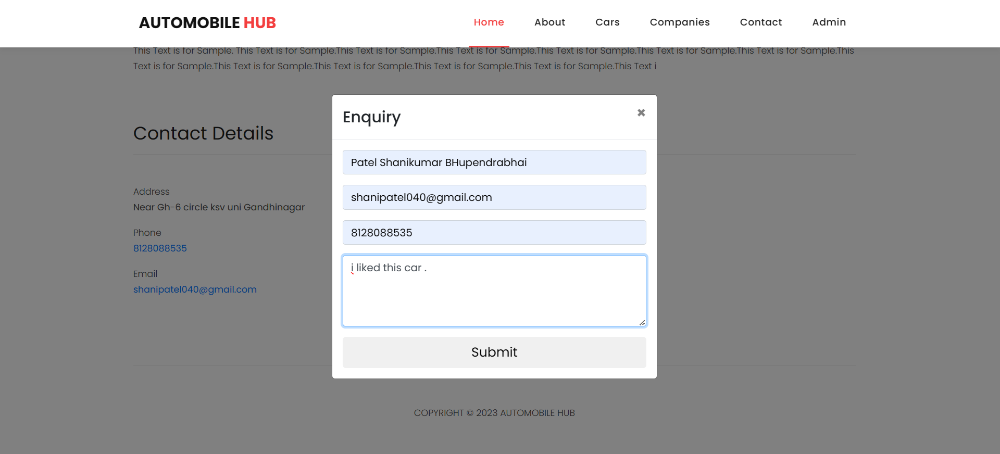 AUTOMOBILE HUB
Home About Cars Companies Contact Admin
This Text is for Sample. This Text is for Sample.This Text is for Sample.This Text is for Sample.This Text is for Sample.This Text is for Sample.This Text is for Sample.This
Text is for Sample.This Text is for Sample.This Text is for Sample.This Text is for Sample.This Text is for Sample.This Text i
Contact Details
Address
Near Gh-6 circle ksv uni Gandhinagar
Phone
8128088535
Email
shanipatel040@gmail.com
Enquiry
×
Patel Shanikumar BHupendrabhai
shanipatel040@gmail.com
8128088535
i liked this car .
Submit
COPYRIGHT © 2023 AUTOMOBILE HUB